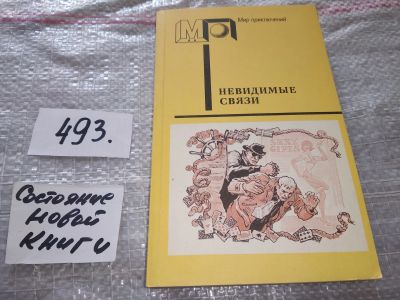 МП
Мир приключений
НЕВИДИМЫЕ
СВЯЗИ
493.
Состояние
новой
книги